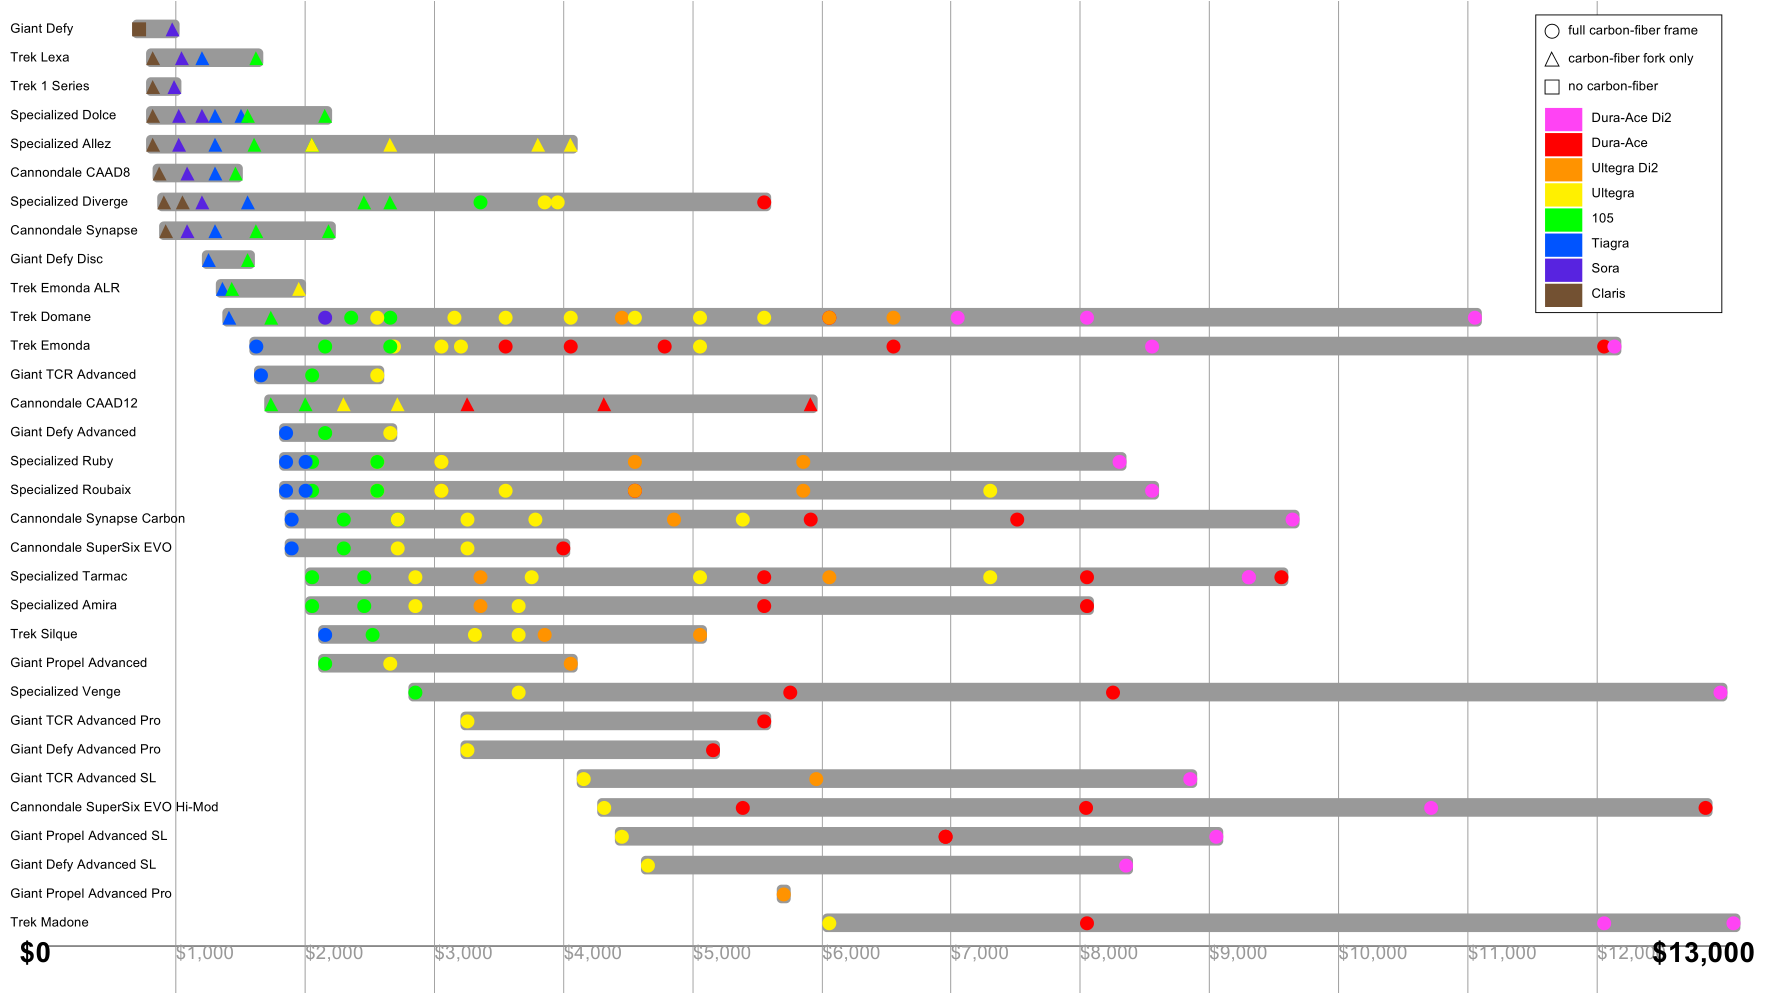 Giant Defy
Trek Lexa
Trek 1 Series
Specialized Dolce
Specialized Allez
Cannondale CAAD8
Specialized Diverge
Cannondale Synapse
Giant Defy Disc
Trek Emonda ALR
Trek Domane
Trek Emonda
Giant TCR Advanced
Cannondale CAAD12
Giant Defy Advanced
Specialized Ruby
Specialized Roubaix
Cannondale Synapse Carbon
Cannondale SuperSix EVO
Specialized Tarmac
Specialized Amira
Trek Silque
Giant Propel Advanced
Specialized Venge
Giant TCR Advanced Pro
Giant Defy Advanced Pro
Giant TCR Advanced SL
Cannondale SuperSix EVO Hi-Mod
Giant Propel Advanced SL
Giant Defy Advanced SL
Giant Propel Advanced Pro
Trek Madone
full carbon-fiber frame
carbon-fiber fork only
no carbon-fiber
Dura-Ace Di2
Dura-Ace
Ultegra Di2
Ultegra
105
Tiagra
Sora
Claris
$0 $1,000 $2,000 $3,000 $4,000 $5,000 $6,000 $7,000 $8,000 $9,000 $10,000 $11,000 $13,000